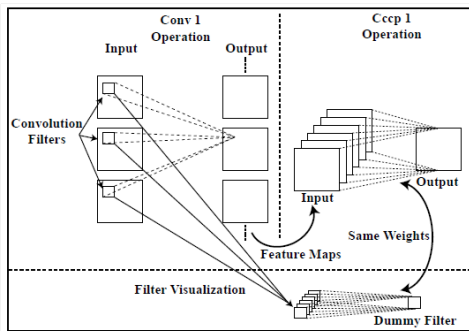 Conv 1
Operation
Cccp 1
Operation
Input
Output
Convolution
Filters
Input
Output
Same Weights
Feature Maps
Filter Visualization
Dummy Filter